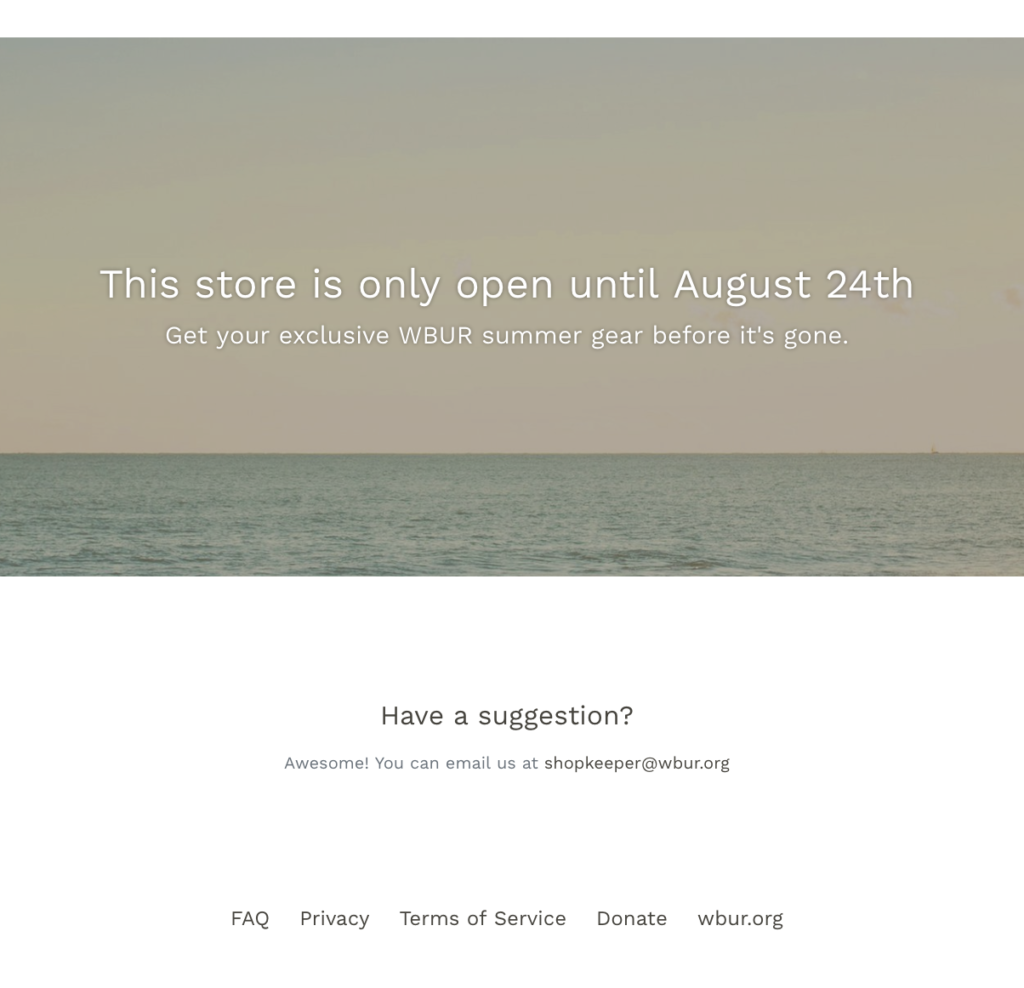 This store is only open until August 24th
Get your exclusive WBUR summer gear before it's gone.
Have a suggestion?
Awesome! You can email us at shopkeeper@wbur.org
FAQ Privacy Terms of Service Donate wbur.org